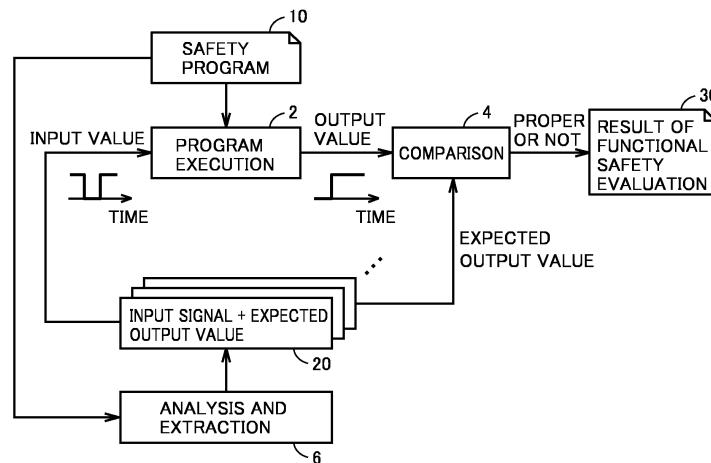 10
SAFETY
PROGRAM
30
2
4
INPUT VALUE
PROGRAM
EXECUTION
OUTPUT
VALUE
COMPARISON
PROPER
OR NOT
RESULT OF
FUNCTIONAL
SAFETY
EVALUATION
TIME
TIME
EXPECTED
OUTPUT VALUE
INPUT SIGNAL + EXPECTED
OUTPUT VALUE
20
ANALYSIS AND
EXTRACTION
6